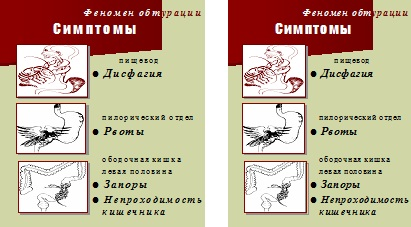 Феномен обтурации
Симптомы
пищевод
• Дисфагия
пилорический отдел
• Рвоты
ободочная кишка
левая половина
• Запоры
• Непроходимость
кишечника
Феномен обтурации
Симптомы
пищевод
• Дисфагия
пилорический отдел
• Рвоты
ободочная кишка
левая половина
• Запоры
• Непроходимость
кишечника